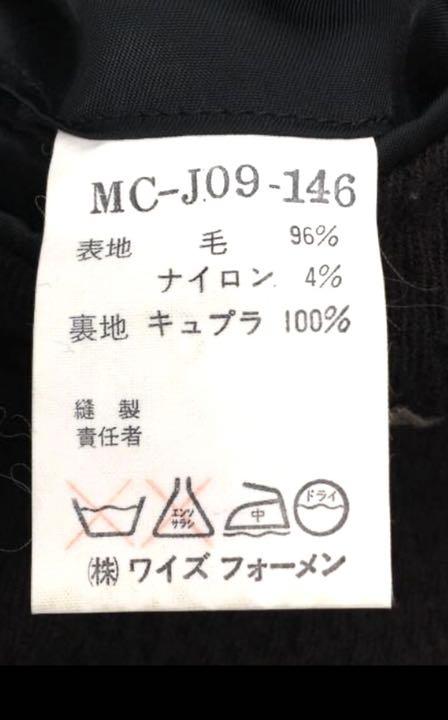 MC-J09-146
表地 毛 96%
ナイロン 4%
裏地 キュプラ 100%
縫製
責任者
エンソ
サラシ
中
ドライ
㈱ワイズフォーメン